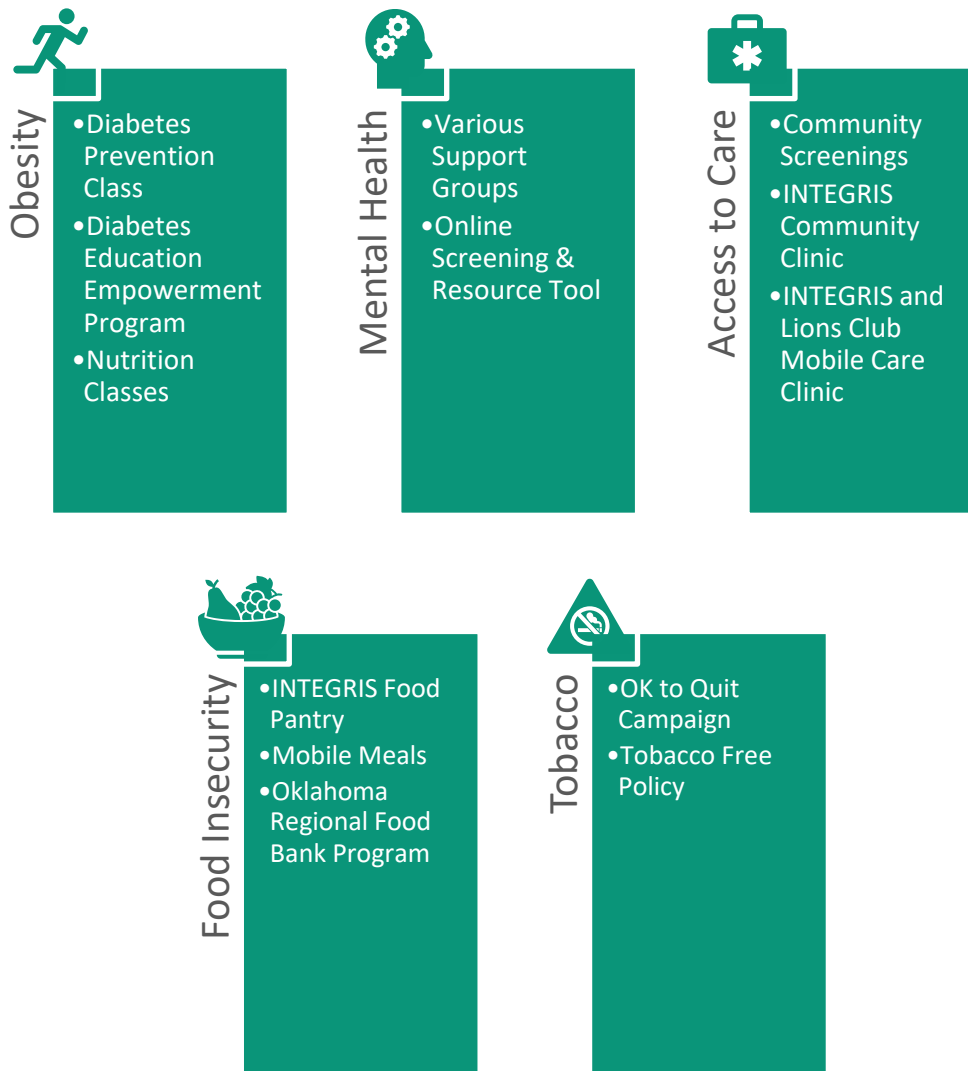 Obesity
•Diabetes
Prevention
Class
•Diabetes
Education
Empowerment
Program
•Nutrition
Classes
Mental Health
•Various
Support
Groups
•Online
Screening &
Resource Tool
Access to Care
•Community
Screenings
•INTEGRIS
Community
Clinic
•INTEGRIS and
Lions Club
Mobile Care
Clinic
Food Insecurity
•INTEGRIS Food
Pantry
•Mobile Meals
•Oklahoma
Regional Food
Bank Program
Tobacco
•OK to Quit
Campaign
•Tobacco Free
Policy